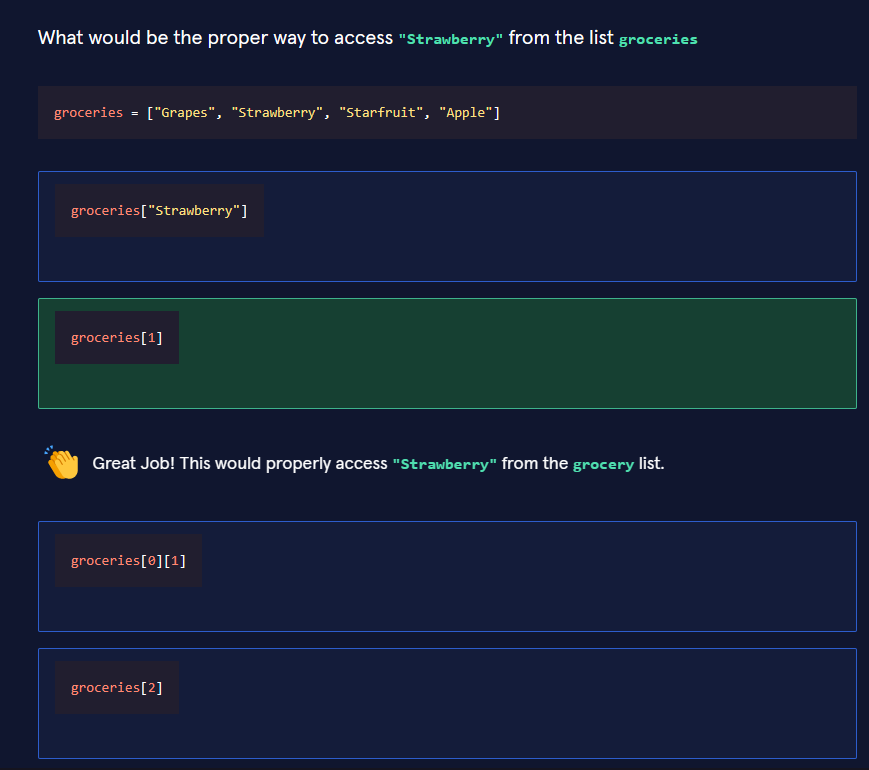 What would be the proper way to access "Strawberry" from the list groceries
groceries = ["Grapes", "Strawberry", "Starfruit", "Apple"]
groceries["Strawberry"]
groceries[1]
Great Job! This would properly access "Strawberry" from the grocery list.
groceries[0][1]
groceries[2]